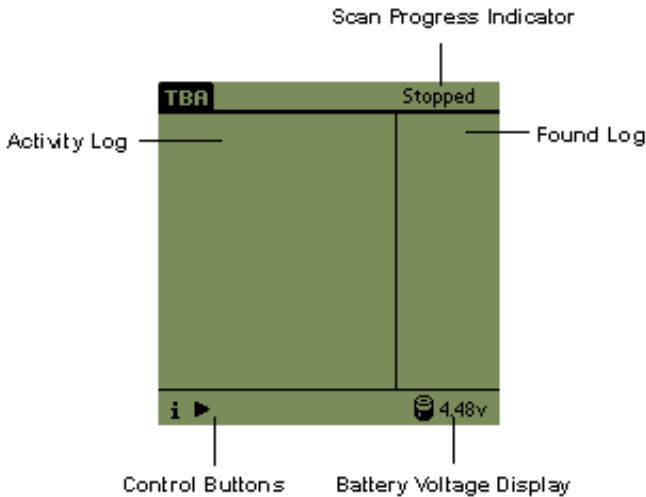 Scan Progress Indicator
TBA
Stopped
Activity Log
Found Log
i
4.48v
Control Buttons
Battery Voltage Display